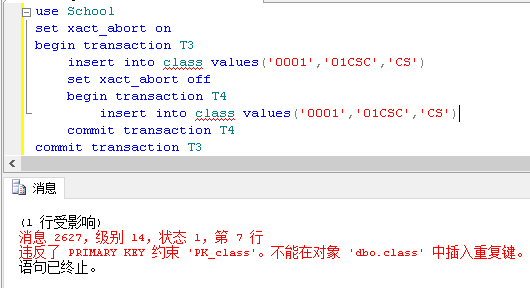 use School
set xact_abort on
begin transaction T3
insert into class values('0001','01CSC','CS')
set xact_abort off
begin transaction T4
insert into class values('0001','01CSC','CS')
commit transaction T4
commit transaction T3
消息
(1 行受影响)
消息 2627，级别 14，状态 1，第 7 行
违反了 PRIMARY KEY 约束 'PK_class'。不能在对象 'dbo.class' 中插入重复键。
语句已终止。